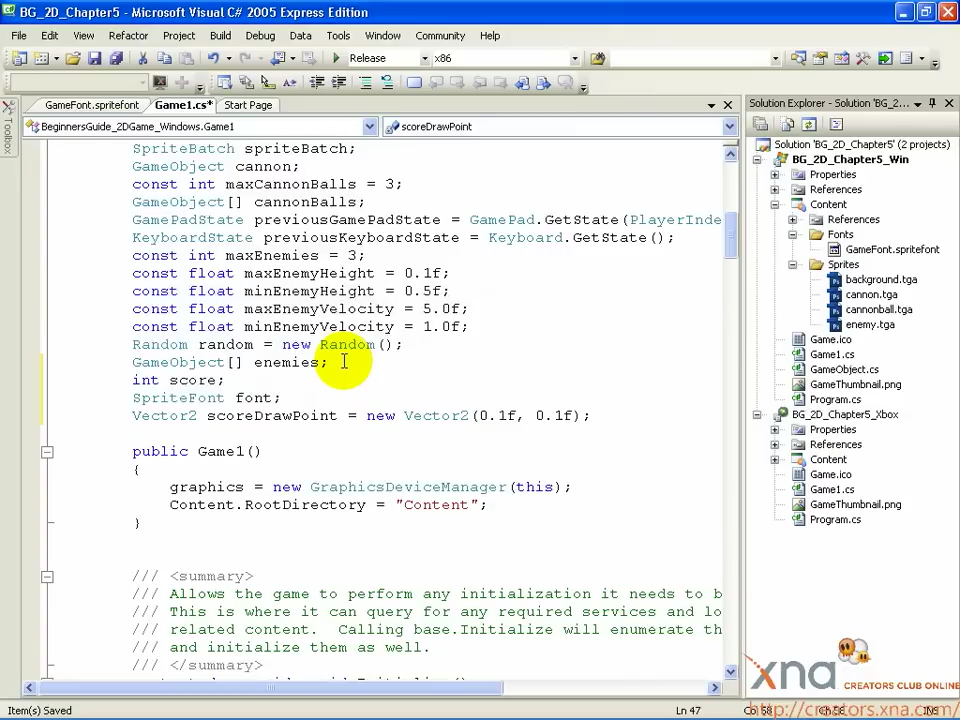 BG_2D_Chapter5 - Microsoft Visual C# 2005 Express Edition
File Edit View Refactor Project Build Debug Data Tools Window Community Help
Release x86
GameFont.spritefont Game1.cs* Start Page
BeginnersGuide_2DGame_Windows.Game1 scoreDrawPoint
Toolbox
SpriteBatch spriteBatch;
GameObject cannon;
const int maxCannonBalls = 3;
GameObject[] cannonBalls;
GamePadState previousGamePadState = GamePad.GetState(PlayerInde
KeyboardState previousKeyboardState = Keyboard.GetState();
const int maxEnemies = 3;
const float maxEnemyHeight = 0.1f;
const float minEnemyHeight = 0.5f;
const float maxEnemyVelocity = 5.0f;
const float minEnemyVelocity = 1.0f;
Random random = new Random();
GameObject[] enemies;
int score;
SpriteFont font;
Vector2 scoreDrawPoint = new Vector2(0.1f, 0.1f);
public Game1()
{
graphics = new GraphicsDeviceManager(this);
Content.RootDirectory = "Content";
}
/// <summary>
/// Allows the game to perform any initialization it needs to b
/// This is where it can query for any required services and lo
/// related content.  Calling base.Initialize will enumerate th
/// and initialize them as well.
/// </summary>
Solution Explorer - Solution 'BG_2...
Solution 'BG_2D_Chapter5' (2 projects)
BG_2D_Chapter5_Win
Properties
References
Content
References
Fonts
GameFont.spritefont
Sprites
background.tga
cannon.tga
cannonball.tga
enemy.tga
Game.ico
Game1.cs
GameObject.cs
GameThumbnail.png
Program.cs
BG_2D_Chapter5_Xbox
Properties
References
Content
Game.ico
Game1.cs
GameThumbnail.png
Program.cs
xna CREATORS CLUB ONLINE
http://creators.xna.com/
Item(s) Saved Ln 47 Col 58 Ch 58 INS